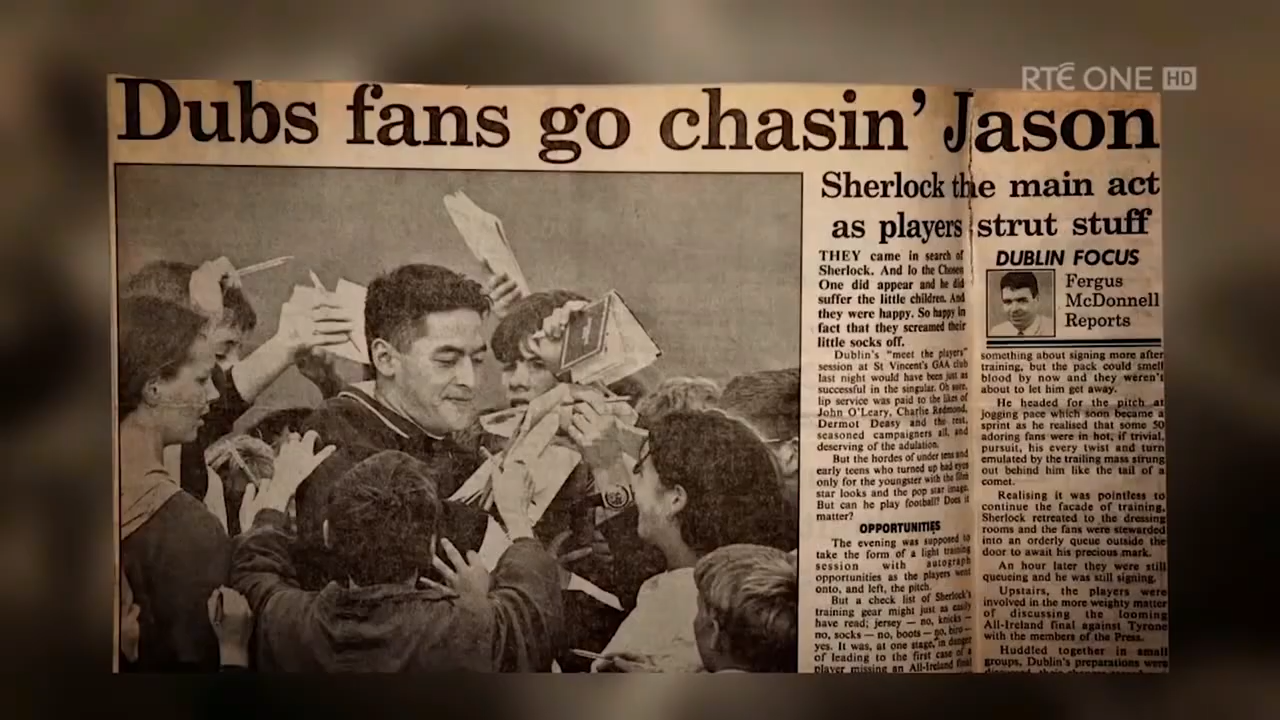 RTÉ ONE HD
Dubs fans go chasin' Jason
Sherlock the main act
as players strut stuff
THEY came in search of
Sherlock. And lo the Chosen
One did appear and he did
suffer the little children. And
they were happy. So happy in
fact that they screamed their
little socks off.
Dublin's "meet the players"
session at St Vincent's GAA club
last night would have been just as
successful in the singular. Oh sure,
lip service was paid to the likes of
John O'Leary, Charlie Redmond,
Dermot Deasy and the rest,
seasoned campaigners all, and
deserving of the adulation.
But the hordes of under tens and
early teens who turned up had eyes
only for the youngster with the film
star looks and the pop star image.
But can he play football? Does it
matter?
OPPORTUNITIES
The evening was supposed to
take the form of a light training
session with autograph
opportunities as the players went
onto, and left, the pitch.
But a check list of Sherlock's
training gear might just as easily
have read; jersey — no, knicks —
no, socks — no, boots — no, biro —
yes. It was, at one stage, in danger
of leading to the first case of a
player missing an All-Ireland final
DUBLIN FOCUS
Fergus
McDonnell
Reports
something about signing more after
training, but the pack could smell
blood by now and they weren't
about to let him get away.
He headed for the pitch at
jogging pace which soon became a
sprint as he realised that some 50
adoring fans were in hot, if trivial,
pursuit, his every twist and turn
emulated by the trailing mass strung
out behind him like the tail of a
comet.
Realising it was pointless to
continue the facade of training,
Sherlock retreated to the dressing
rooms and the fans were stewarded
into an orderly queue outside the
door to await his precious mark.
An hour later they were still
queueing and he was still signing.
Upstairs, the players were
involved in the more weighty matter
of discussing the looming
All-Ireland final against Tyrone
with the members of the Press.
Huddled together in small
groups, Dublin's preparations were